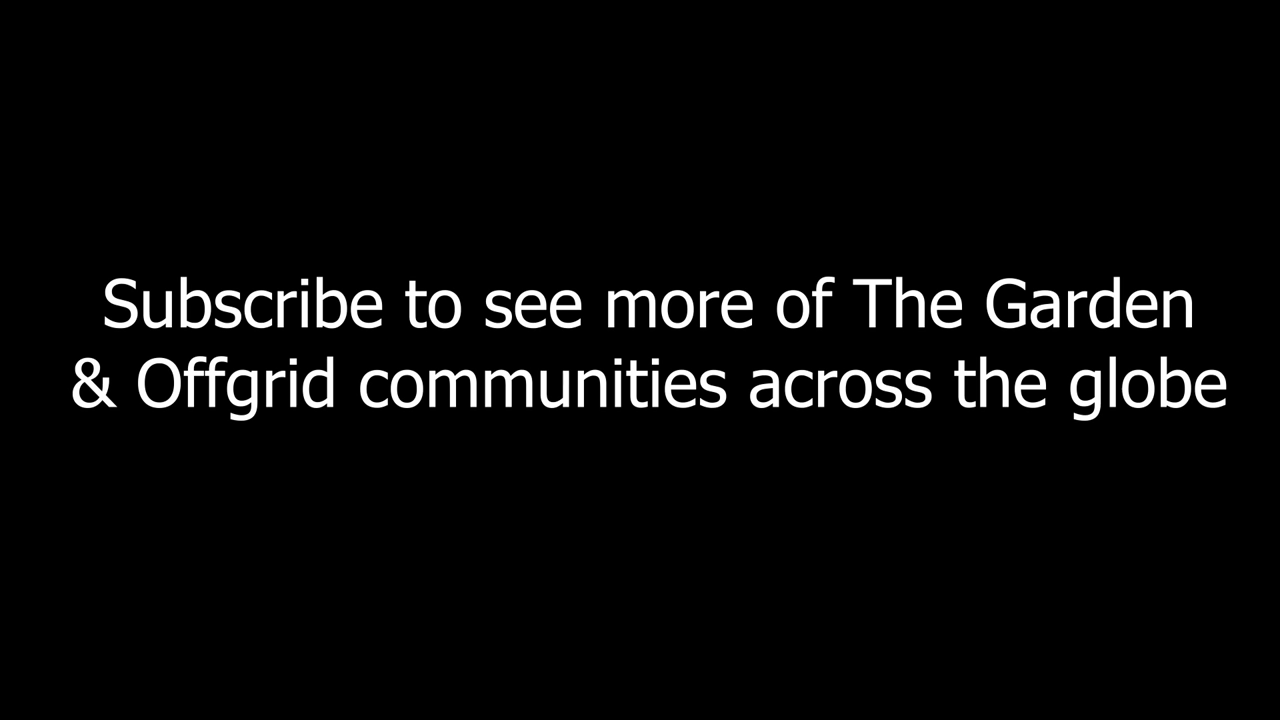 Subscribe to see more of The Garden
& Offgrid communities across the globe